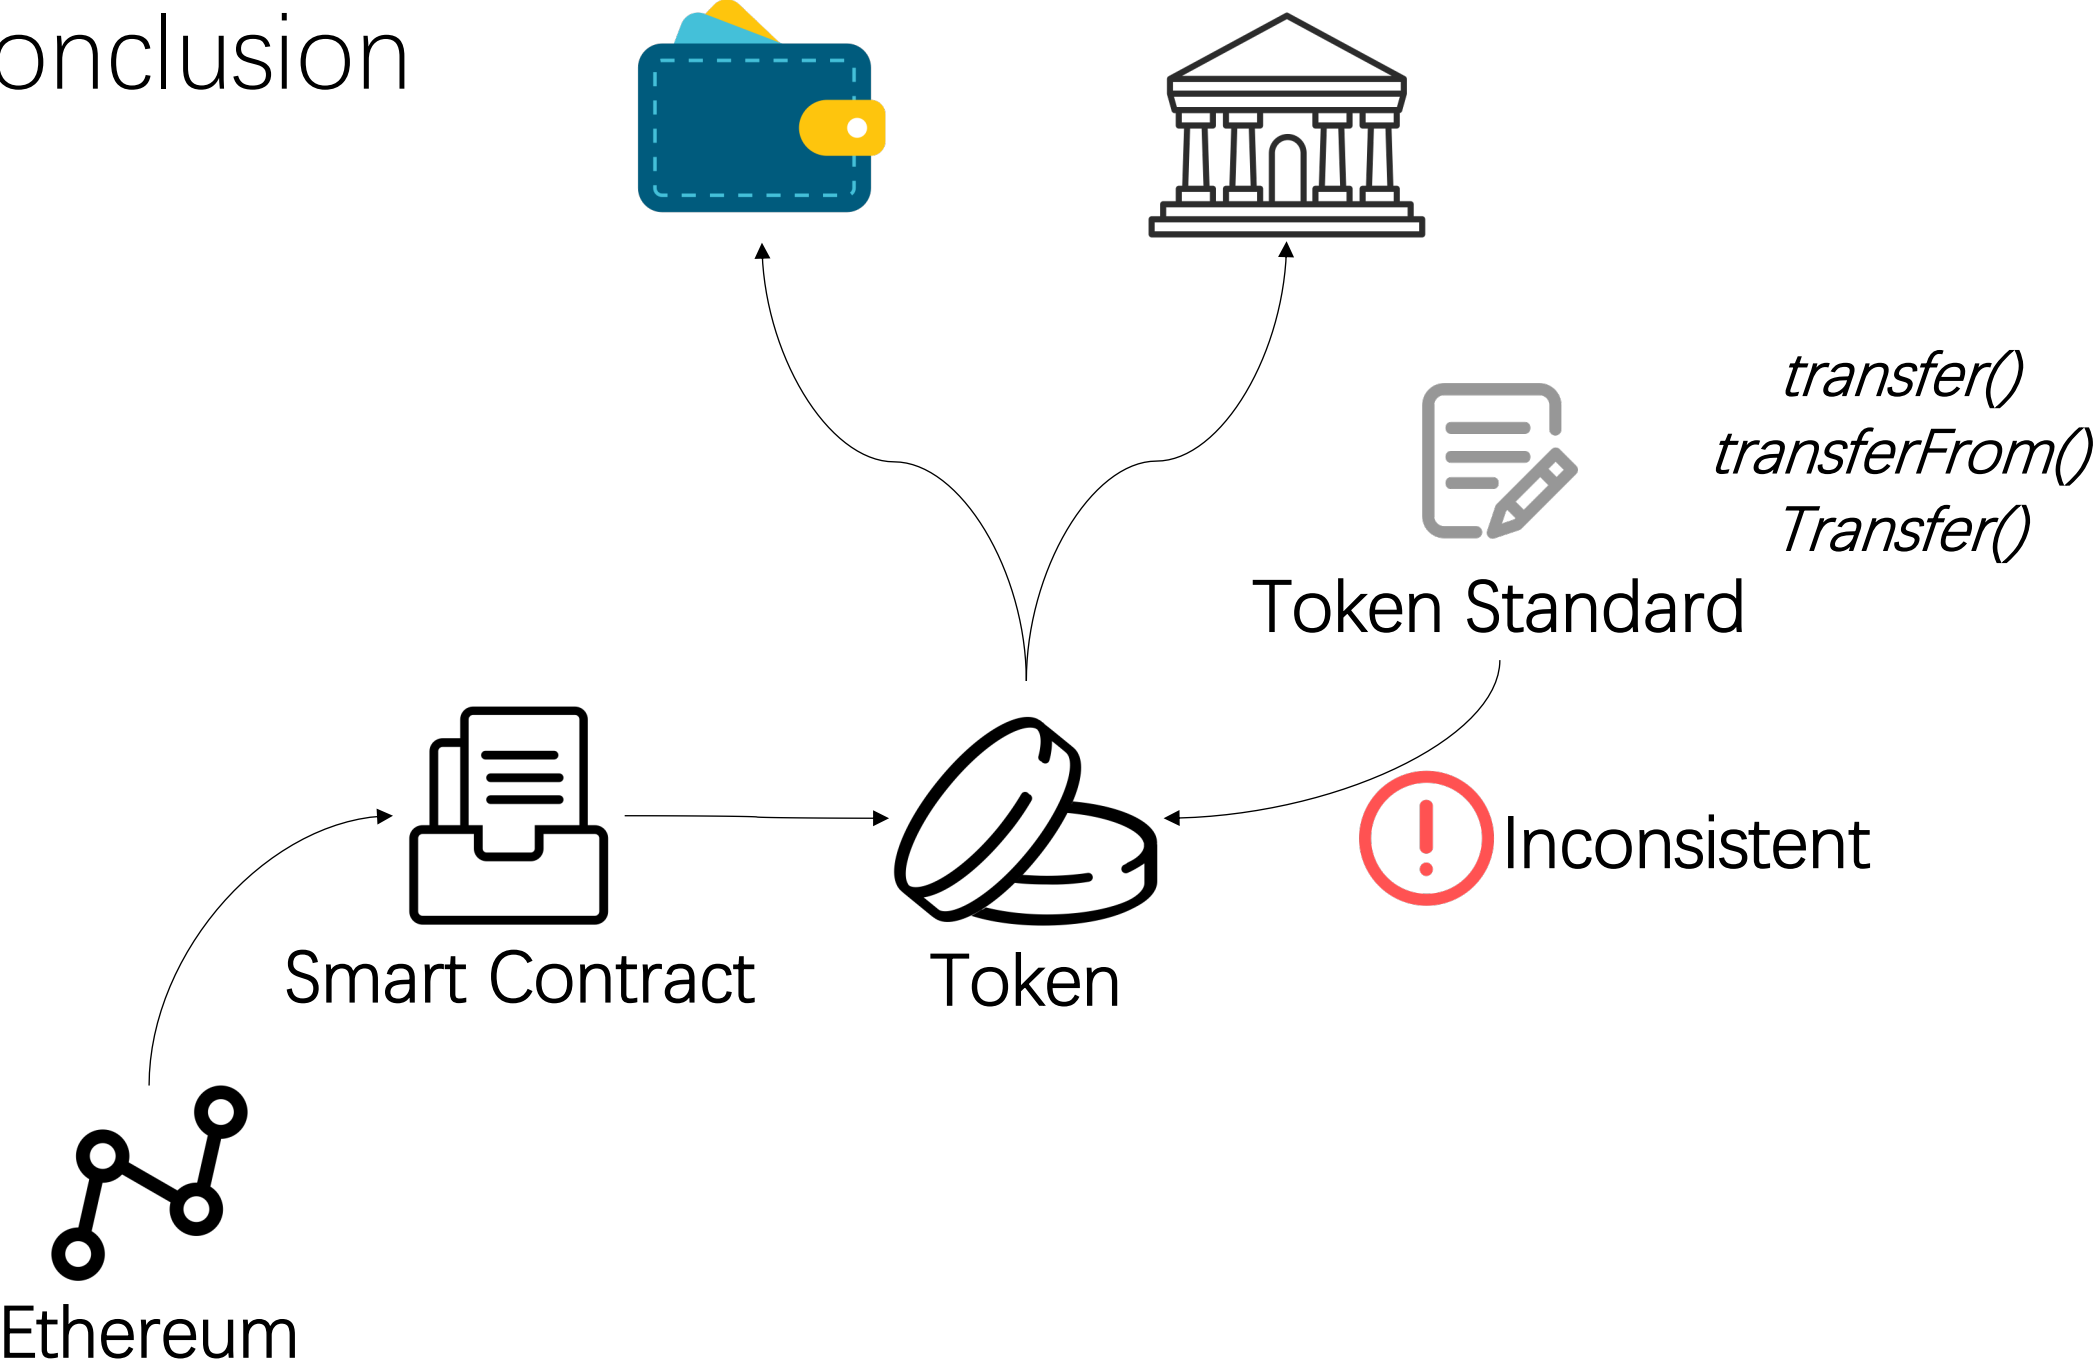 onclusion
transfer()
transferFrom()
Transfer()
Token Standard
Inconsistent
Smart Contract
Token
Ethereum